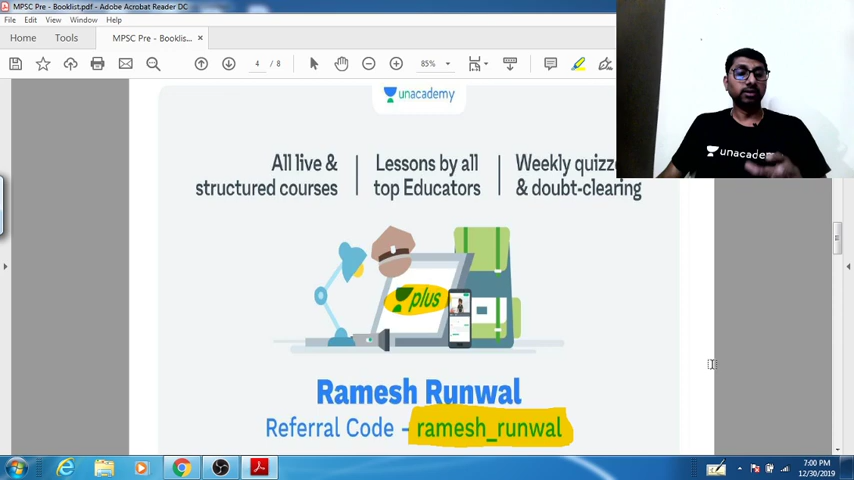 MPSC Pre - Booklist.pdf - Adobe Acrobat Reader DC
File Edit View Window Help
Home Tools MPSC Pre - Booklis... ×
4 / 8 85%
unacademy
All live &
structured courses
Lessons by all
top Educators
Weekly quizz
& doubt-clearing
plus
Ramesh Runwal
Referral Code - ramesh_runwal
unacademy
7:00 PM
12/30/2019